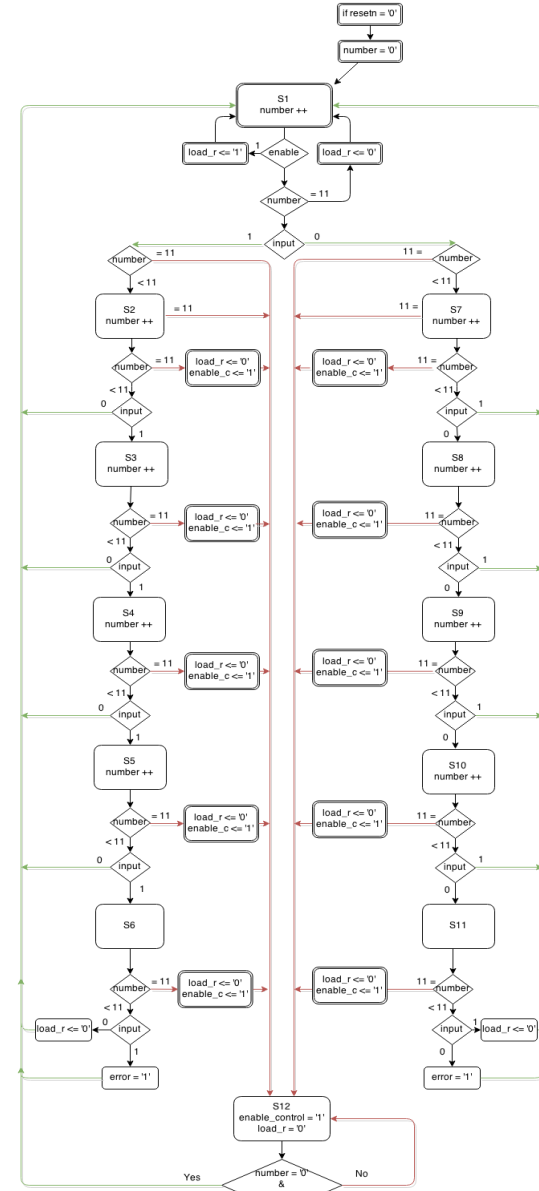 if resetn = '0'
number = '0'
S1
number ++
load_r <= '1'
1
enable
load_r <= '0'
number
= 11
1
input
0
number
= 11
11 =
number
< 11
< 11
S2
number ++
= 11
11 =
S7
number ++
number
= 11
load_r <= '0'
enable_c <= '1'
load_r <= '0'
enable_c <= '1'
11 =
number
< 11
< 11
0
input
input
1
1
0
S3
number ++
S8
number ++
number
= 11
load_r <= '0'
enable_c <= '1'
load_r <= '0'
enable_c <= '1'
11 =
number
< 11
< 11
0
input
input
1
1
0
S4
number ++
S9
number ++
number
= 11
load_r <= '0'
enable_c <= '1'
load_r <= '0'
enable_c <= '1'
11 =
number
< 11
< 11
0
input
input
1
1
0
S5
number ++
S10
number ++
number
= 11
load_r <= '0'
enable_c <= '1'
load_r <= '0'
enable_c <= '1'
11 =
number
< 11
< 11
0
input
input
1
1
0
S6
S11
number
= 11
load_r <= '0'
enable_c <= '1'
load_r <= '0'
enable_c <= '1'
11 =
number
< 11
< 11
load_r <= '0'
0
input
input
1
load_r <= '0'
1
0
error = '1'
error = '1'
S12
enable_control = '1'
load_r = '0'
Yes
number = '0'
&
No